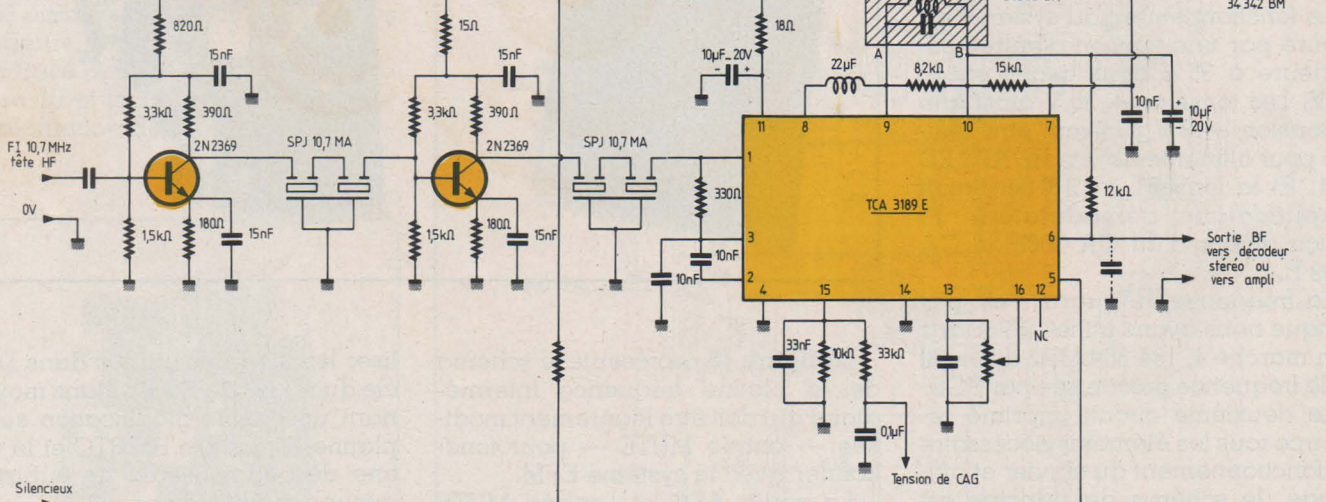 34342 BM
820Ω
15Ω
18Ω
15nF
15nF
10µF_20V
- +
22µF
A
B
8,2kΩ
15kΩ
3,3kΩ
390Ω
3,3kΩ
390Ω
10nF
10µF
20V
11
8
9
10
7
FI 10,7 MHz
tête HF
2N2369
SPJ 10,7 MA
2N2369
SPJ 10,7 MA
1
330Ω
TCA 3189 E
12kΩ
0V
1,5kΩ
180Ω
15nF
1,5kΩ
180Ω
15nF
3
6
Sortie BF
vers décodeur
stéréo ou
vers ampli
10nF
10nF
2
5
4
15
14
13
16
12
NC
33nF
10kΩ
33kΩ
0,1µF
Tension de CAG
Silencieux